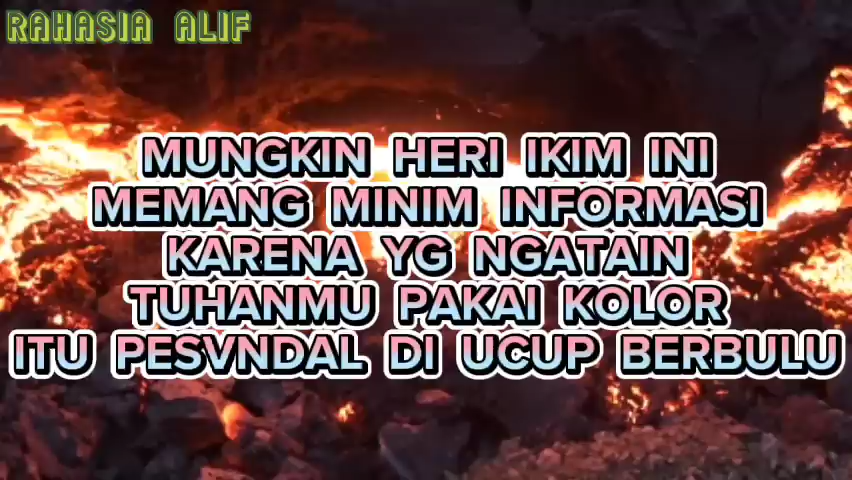 RAHASIA ALIF
MUNGKIN HERI IKIM INI
MEMANG MINIM INFORMASI
KARENA YG NGATAIN
TUHANMU PAKAI KOLOR
ITU PESVNDAL DI UCUP BERBULU